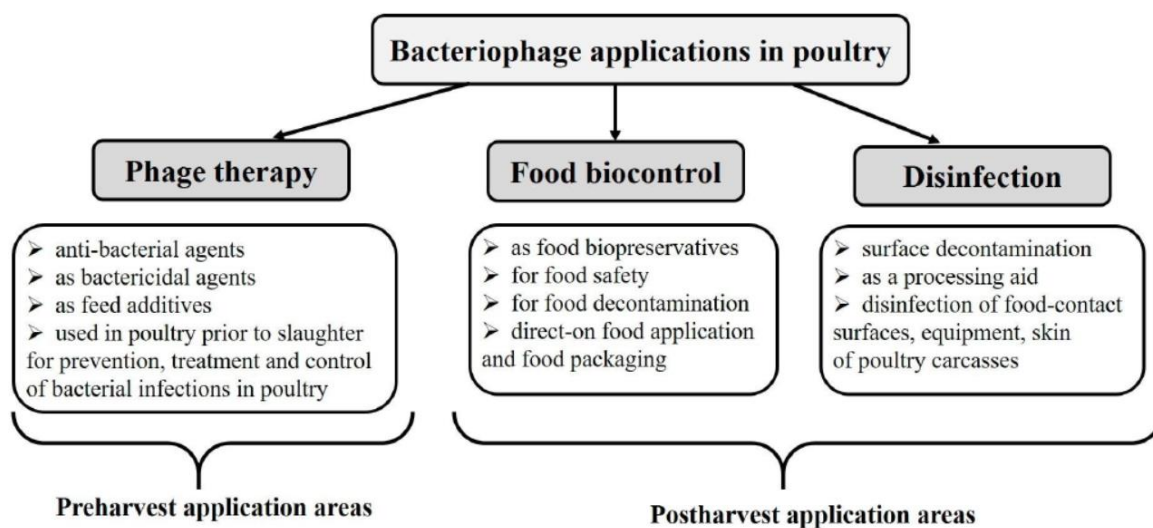 Bacteriophage applications in poultry
Phage therapy
➢ anti-bacterial agents
➢ as bactericidal agents
➢ as feed additives
➢ used in poultry prior to slaughter
for prevention, treatment and control
of bacterial infections in poultry
Food biocontrol
➢ as food biopreservatives
➢ for food safety
➢ for food decontamination
➢ direct-on food application
and food packaging
Disinfection
➢ surface decontamination
➢ as a processing aid
➢ disinfection of food-contact
surfaces, equipment, skin
of poultry carcasses
Preharvest application areas
Postharvest application areas